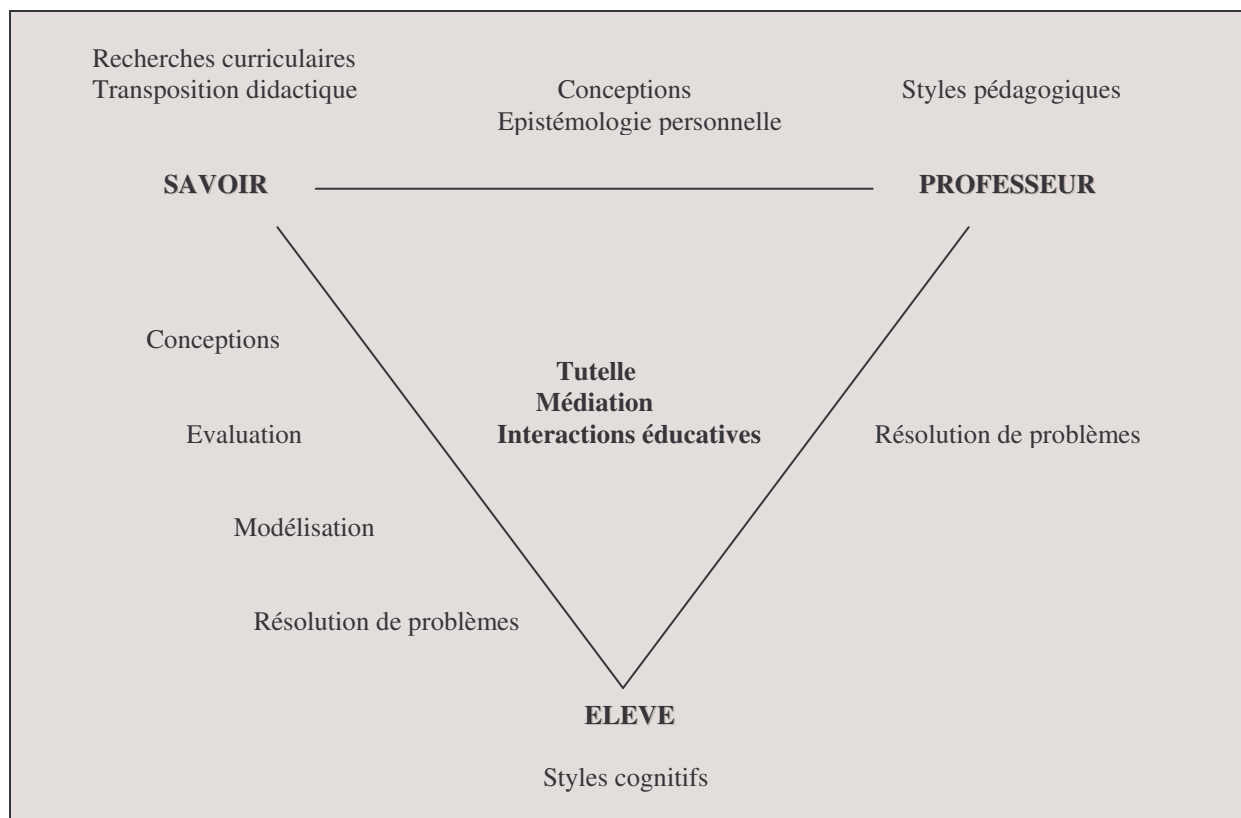 Recherches curriculaires
Transposition didactique
Conceptions
Epistémologie personnelle
Styles pédagogiques
SAVOIR
PROFESSEUR
Conceptions
Tutelle
Médiation
Interactions éducatives
Evaluation
Résolution de problèmes
Modélisation
Résolution de problèmes
ELEVE
Styles cognitifs